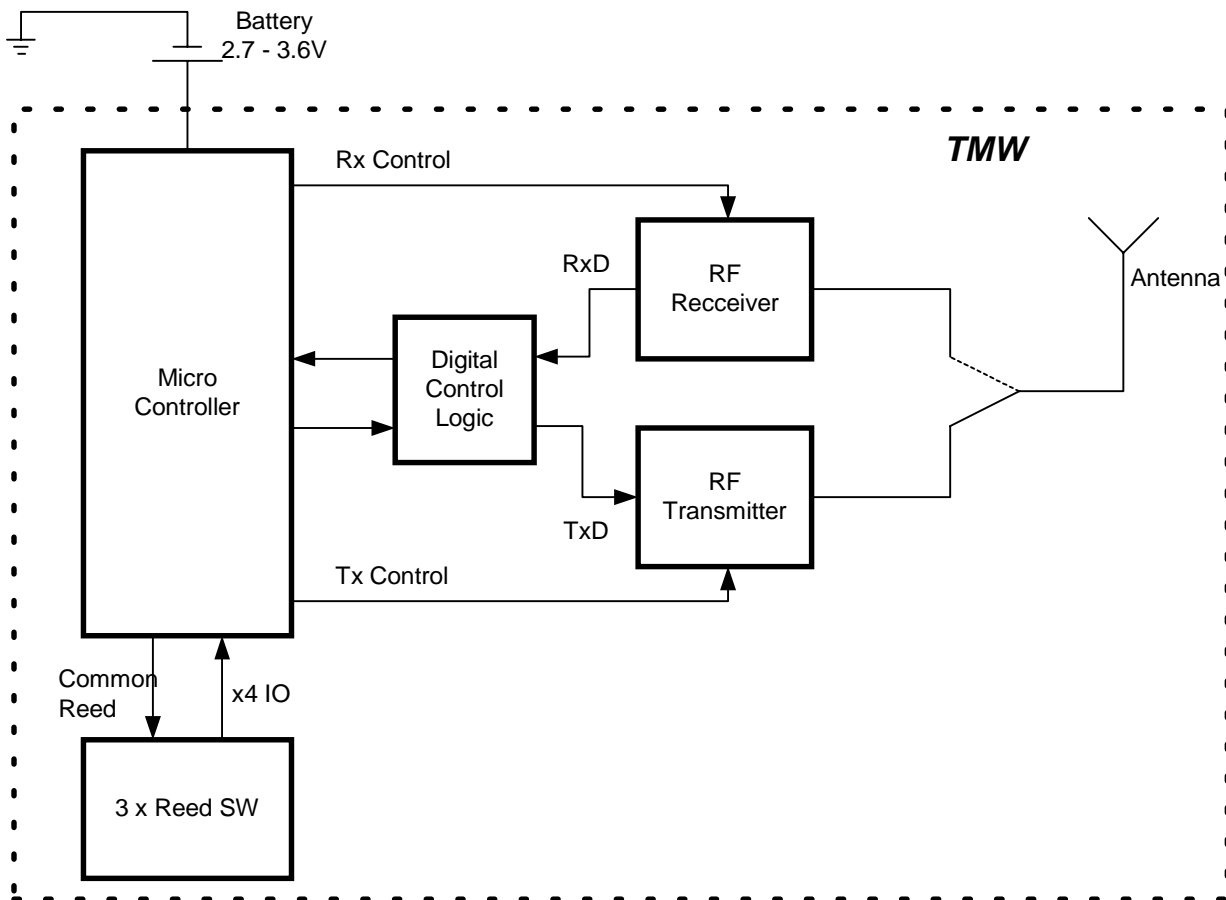 Battery
2.7 - 3.6V
TMW
Rx Control
RF
Recceiver
RxD
Antenna
Digital
Control
Logic
Micro
Controller
RF
Transmitter
TxD
Tx Control
Common
Reed
x4 IO
3 x Reed SW